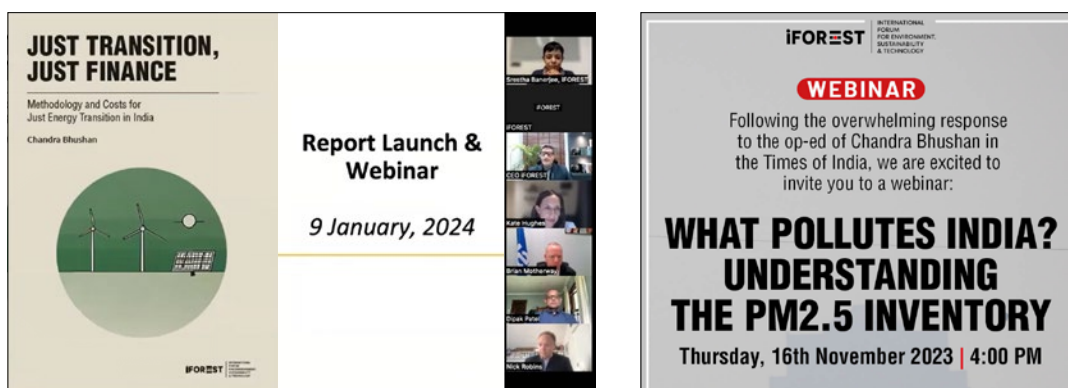 JUST TRANSITION,
JUST FINANCE
Methodology and Costs for
Just Energy Transition in India
Chandra Bhushan
iFOREST
Report Launch &
Webinar
9 January, 2024
Sreetha Banerjee, iFOREST
iFOREST
iFOREST
CEO iFOREST
Kate Hughes
Brian Motherway
Dipak Patel
Nick Robins
iFOREST
INTERNATIONAL
FORUM
FOR ENVIRONMENT,
SUSTAINABILITY
& TECHNOLOGY
WEBINAR
Following the overwhelming response
to the op-ed of Chandra Bhushan in
the Times of India, we are excited to
invite you to a webinar:
WHAT POLLUTES INDIA?
UNDERSTANDING
THE PM2.5 INVENTORY
Thursday, 16th November 2023 | 4:00 PM